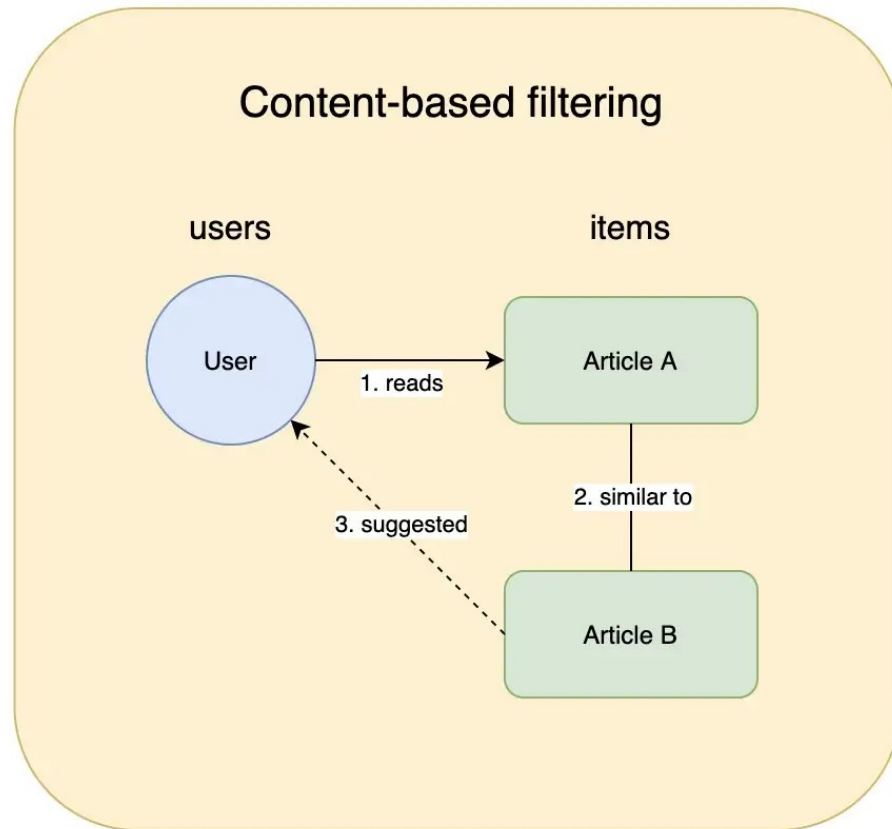 Content-based filtering
users
items
User
1. reads
Article A
2. similar to
3. suggested
Article B